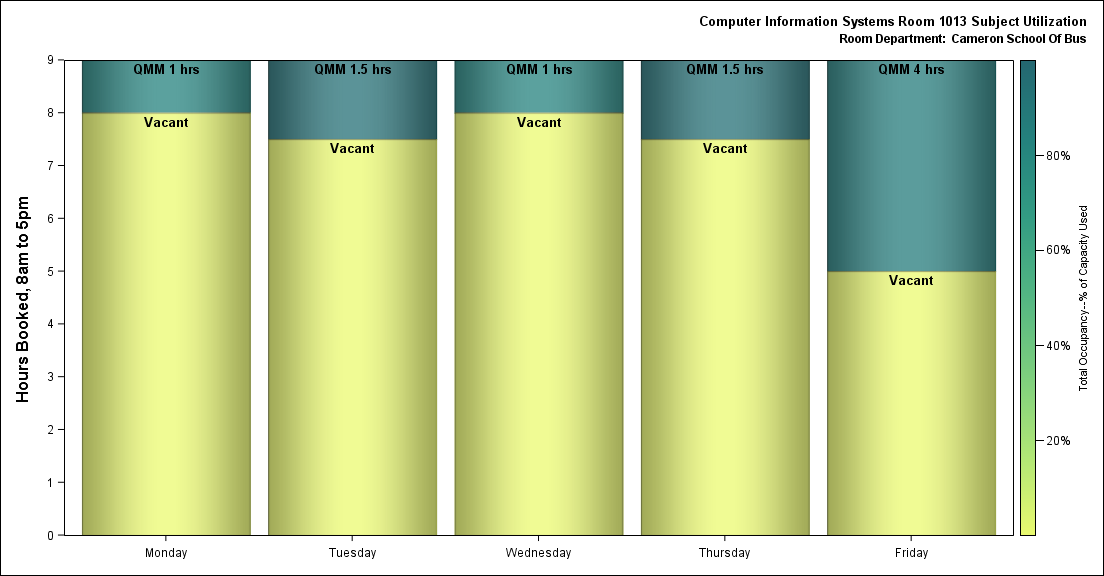 Computer Information Systems Room 1013 Subject Utilization
Room Department: Cameron School Of Bus
Hours Booked, 8am to 5pm
9
8
7
6
5
4
3
2
1
0
QMM 1 hrs
Vacant
QMM 1.5 hrs
Vacant
QMM 1 hrs
Vacant
QMM 1.5 hrs
Vacant
QMM 4 hrs
Vacant
Monday
Tuesday
Wednesday
Thursday
Friday
80%
60%
40%
20%
Total Occupancy--% of Capacity Used